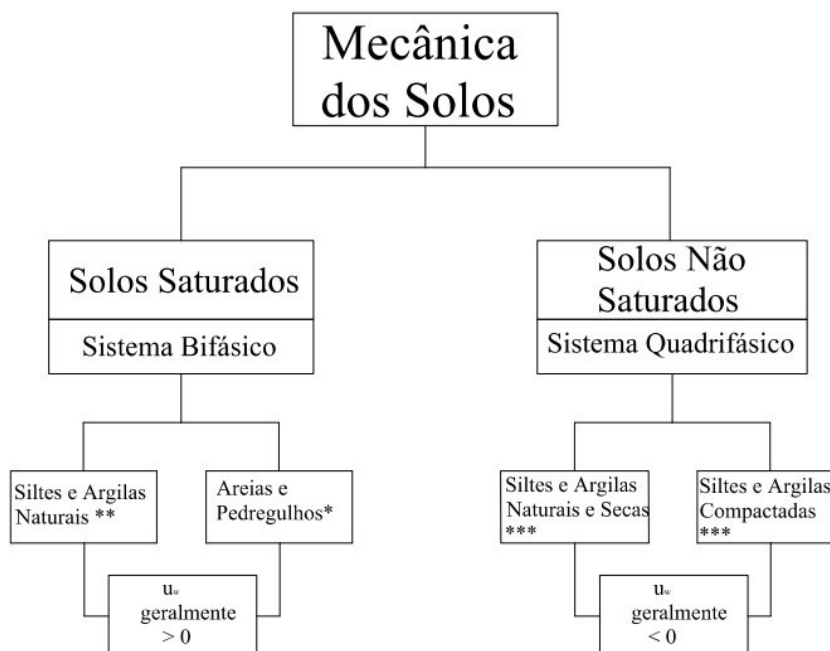 Mecânica
dos Solos
Solos Saturados
Sistema Bifásico
Solos Não
Saturados
Sistema Quadrifásico
Siltes e Argilas
Naturais **
Areias e
Pedregulhos*
Siltes e Argilas
Naturais e Secas
***
Siltes e Argilas
Compactadas
***
uw
geralmente
> 0
uw
geralmente
< 0